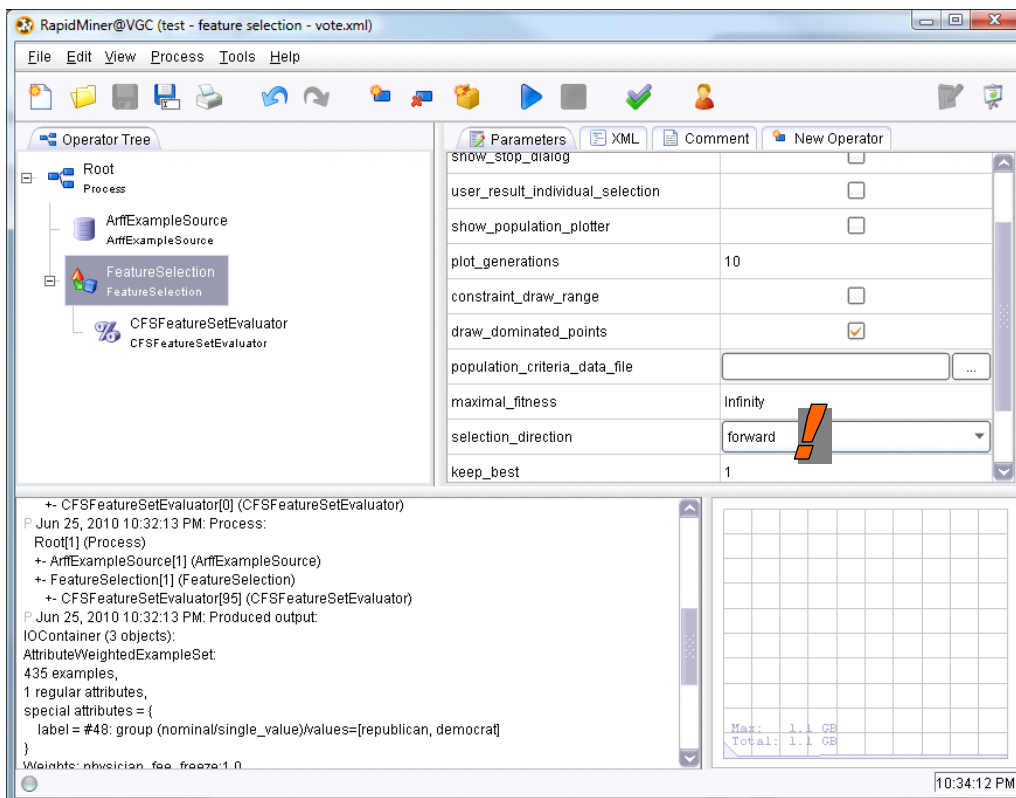 RapidMiner@VGC (test - feature selection - vote.xml)
File Edit View Process Tools Help
Operator Tree
Root
Process
ArffExampleSource
ArffExampleSource
FeatureSelection
FeatureSelection
CFSFeatureSetEvaluator
CFSFeatureSetEvaluator
Parameters XML Comment New Operator
show_stop_dialog
user_result_individual_selection
show_population_plotter
plot_generations 10
constraint_draw_range
draw_dominated_points
population_criteria_data_file ...
maximal_fitness Infinity
selection_direction forward !
keep_best 1
+- CFSFeatureSetEvaluator[0] (CFSFeatureSetEvaluator)
P Jun 25, 2010 10:32:13 PM: Process:
Root[1] (Process)
+- ArffExampleSource[1] (ArffExampleSource)
+- FeatureSelection[1] (FeatureSelection)
+- CFSFeatureSetEvaluator[95] (CFSFeatureSetEvaluator)
P Jun 25, 2010 10:32:13 PM: Produced output:
IOContainer (3 objects):
AttributeWeightedExampleSet:
435 examples,
1 regular attributes,
special attributes = {
label = #48: group (nominal/single_value)/values=[republican, democrat]
}
Weights: physician_fee_freeze:1.0
Max: 1.1 GB
Total: 1.1 GB
10:34:12 PM